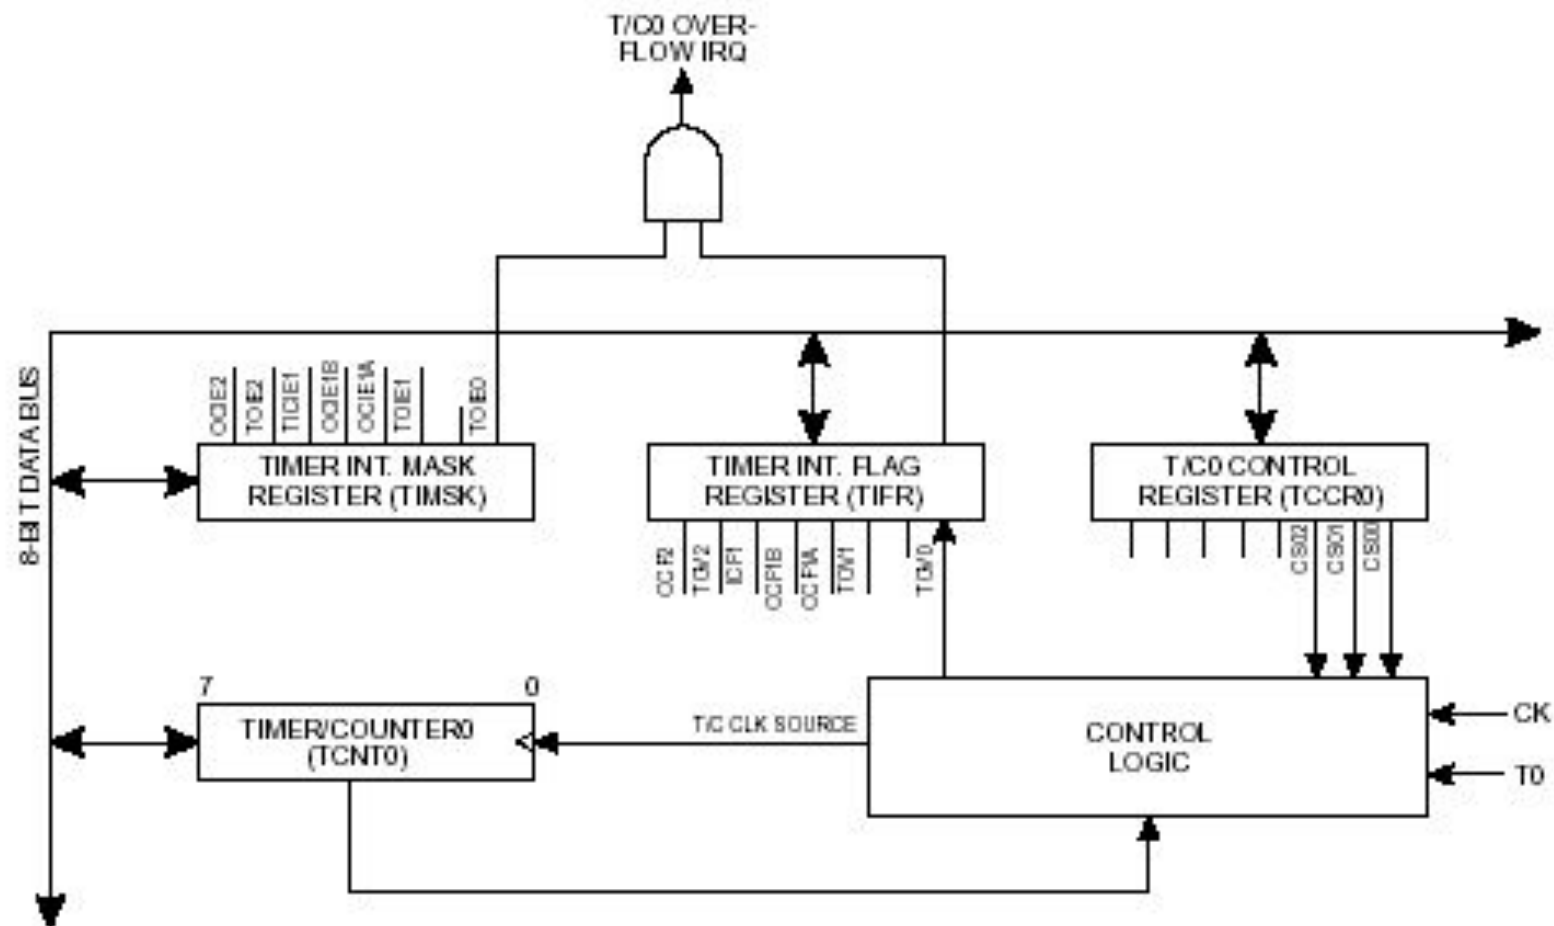 T/C0 OVER-
FLOW IRQ
8-BIT DATA BUS
OCIE2
TOIE2
TICIE1
OCIE1B
OCIE1A
TOIE1
TOIE0
TIMER INT. MASK
REGISTER (TIMSK)
TIMER INT. FLAG
REGISTER (TIFR)
T/C0 CONTROL
REGISTER (TCCR0)
OCF2
TOV2
ICF1
OCF1B
OCF1A
TOV1
TOV0
CS02
CS01
CS00
7
0
TIMER/COUNTER0
(TCNT0)
T/C CLK SOURCE
CONTROL
LOGIC
CK
T0